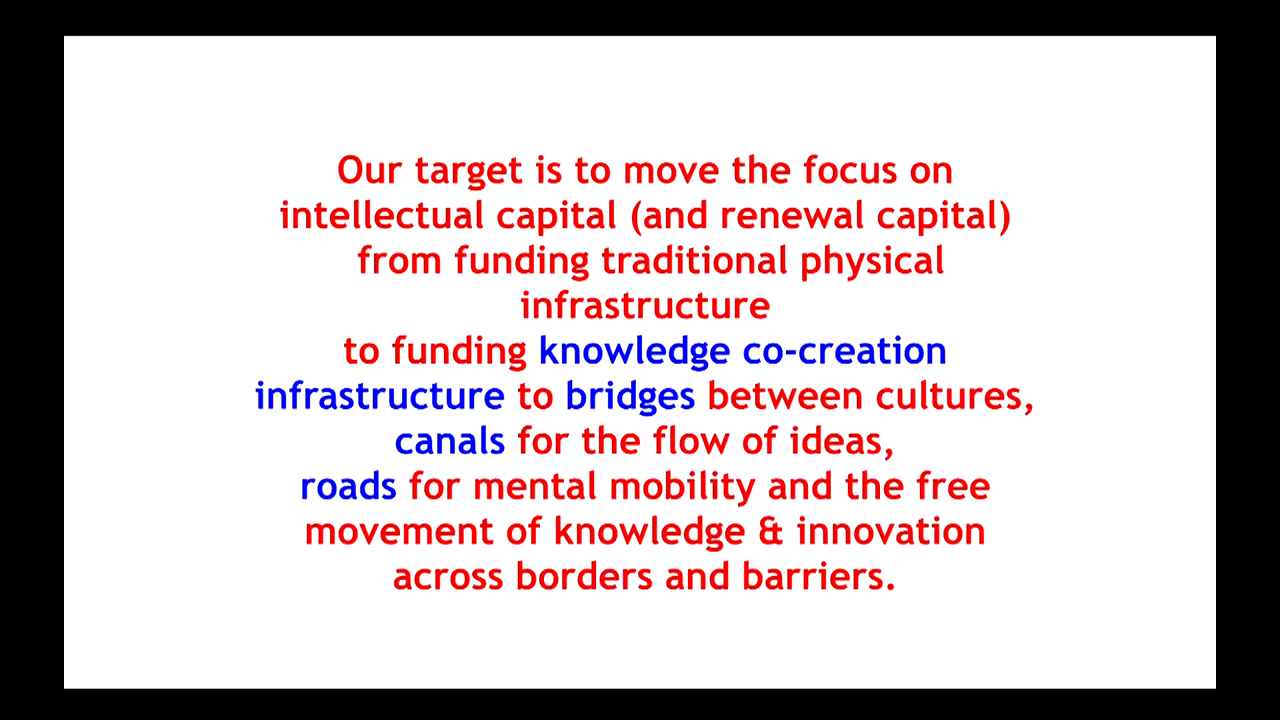 Our target is to move the focus on
intellectual capital (and renewal capital)
from funding traditional physical
infrastructure
to funding knowledge co-creation
infrastructure to bridges between cultures,
canals for the flow of ideas,
roads for mental mobility and the free
movement of knowledge & innovation
across borders and barriers.